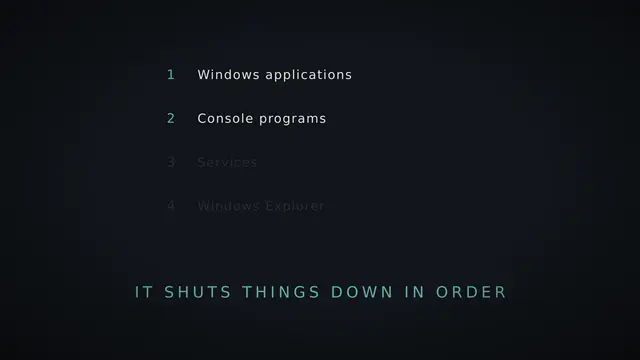 1 Windows applications
2 Console programs
3 Services
4 Windows Explorer
IT SHUTS THINGS DOWN IN ORDER